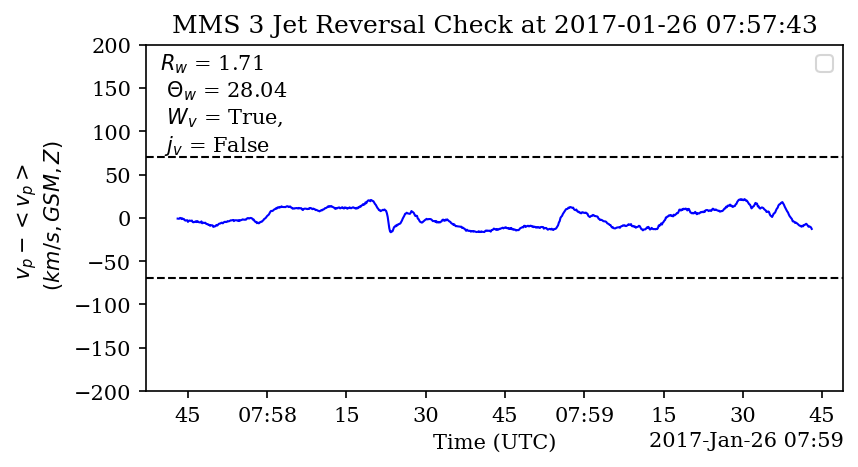 MMS 3 Jet Reversal Check at 2017-01-26 07:57:43
200
150
100
50
0
−50
−100
−150
−200
v_p − < v_p >
(km/s, GSM, Z)
R_w = 1.71
Θ_w = 28.04
W_v = True,
j_v = False
45 07:58 15 30 45 07:59 15 30 45
Time (UTC)
2017-Jan-26 07:59